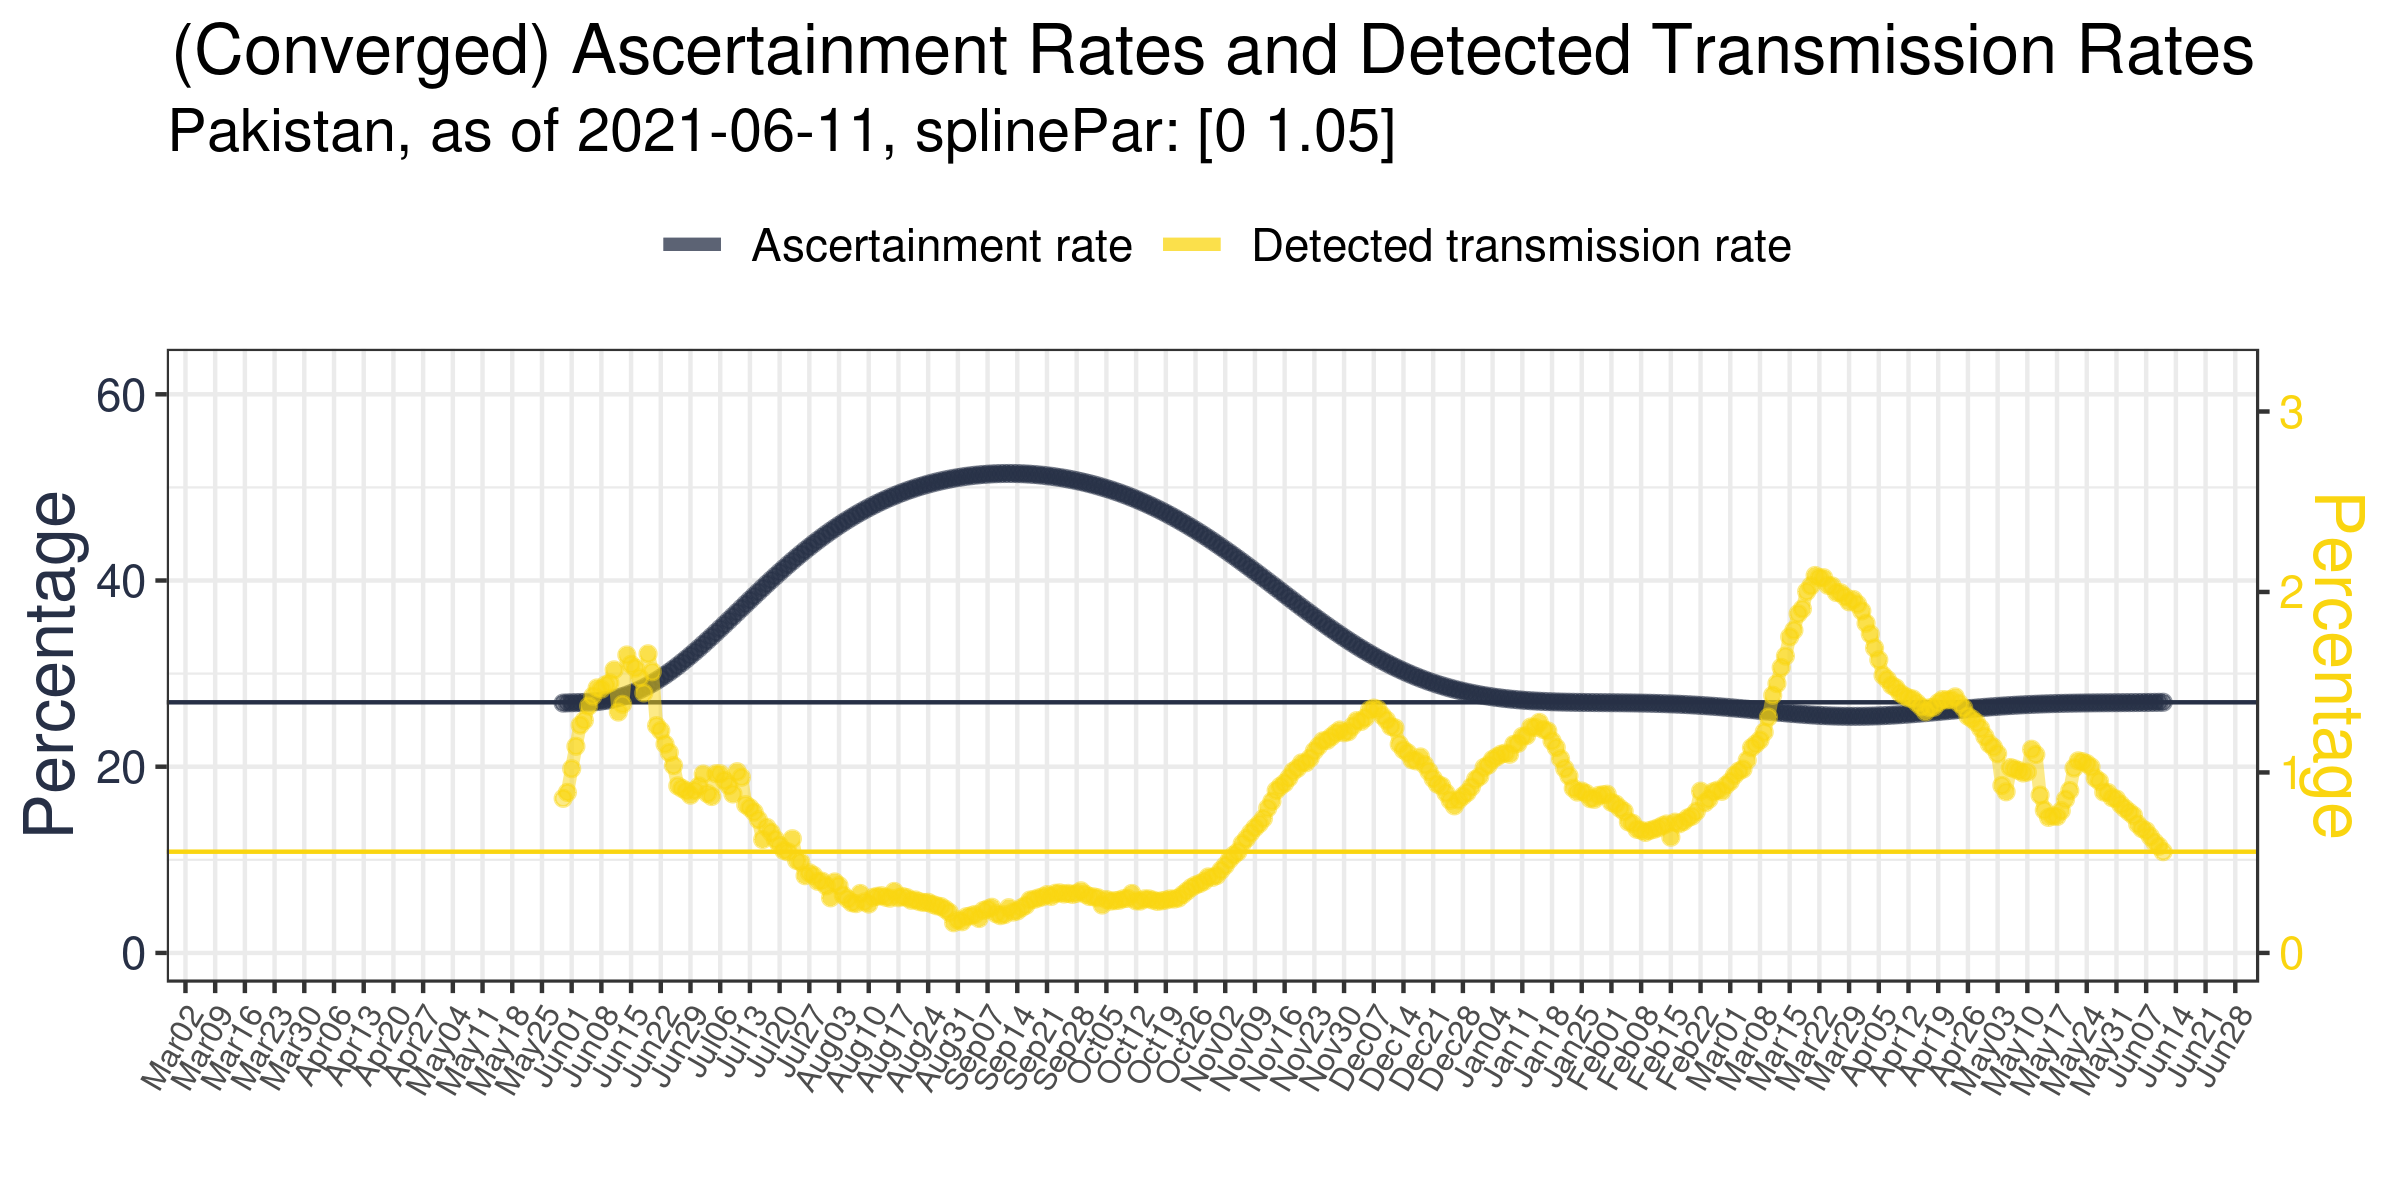 (Converged) Ascertainment Rates and Detected Transmission Rates
Pakistan, as of 2021-06-11, splinePar: [0 1.05]
Ascertainment rate
Detected transmission rate
Percentage
60
40
20
0
3
2
1
0
Percentage
Mar02
Mar09
Mar16
Mar23
Mar30
Apr06
Apr13
Apr20
Apr27
May04
May11
May18
May25
Jun01
Jun08
Jun15
Jun22
Jun29
Jul06
Jul13
Jul20
Jul27
Aug03
Aug10
Aug17
Aug24
Aug31
Sep07
Sep14
Sep21
Sep28
Oct05
Oct12
Oct19
Oct26
Nov02
Nov09
Nov16
Nov23
Nov30
Dec07
Dec14
Dec21
Dec28
Jan04
Jan11
Jan18
Jan25
Feb01
Feb08
Feb15
Feb22
Mar01
Mar08
Mar15
Mar22
Mar29
Apr05
Apr12
Apr19
Apr26
May03
May10
May17
May24
May31
Jun07
Jun14
Jun21
Jun28